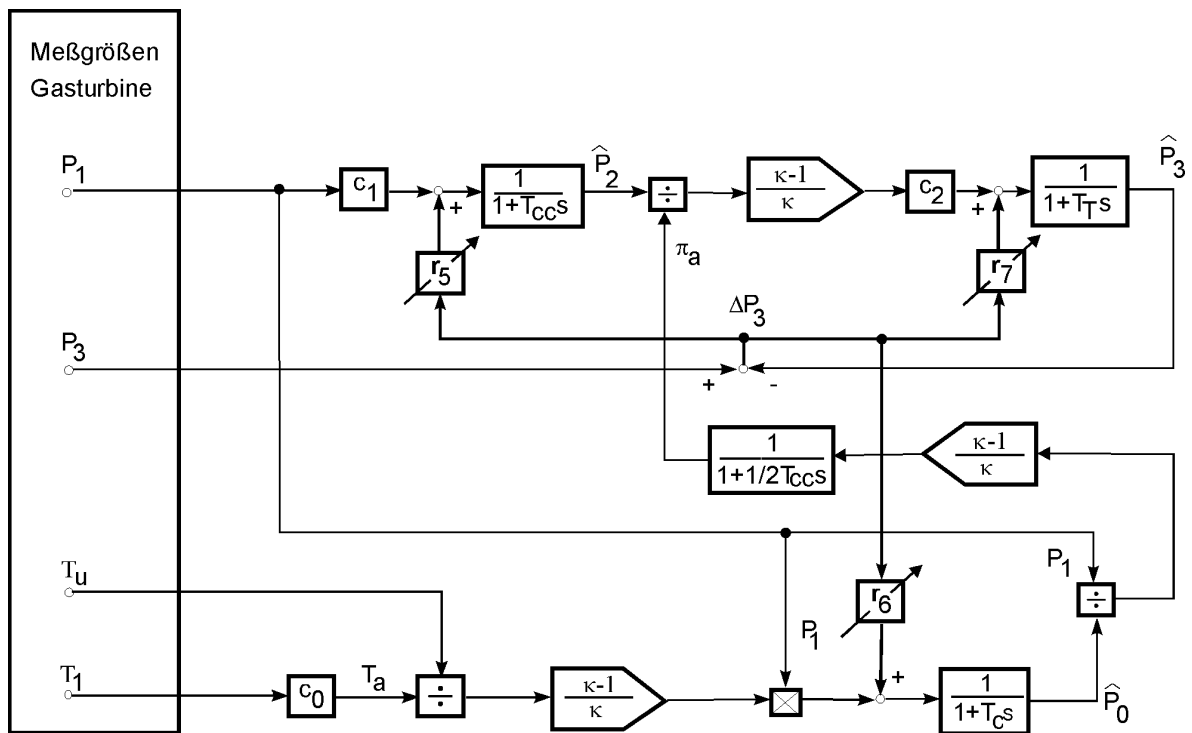 Meßgrößen
Gasturbine
P1
c1
+
1
1+TCCs
P̂2
÷
κ-1
κ
c2
+
1
1+TTs
P̂3
r5
πa
r7
ΔP3
P3
+
-
1
1+1/2TCCs
κ-1
κ
Tu
P1
÷
r6
P1
T1
c0
Ta
÷
κ-1
κ
+
1
1+TCs
P̂0